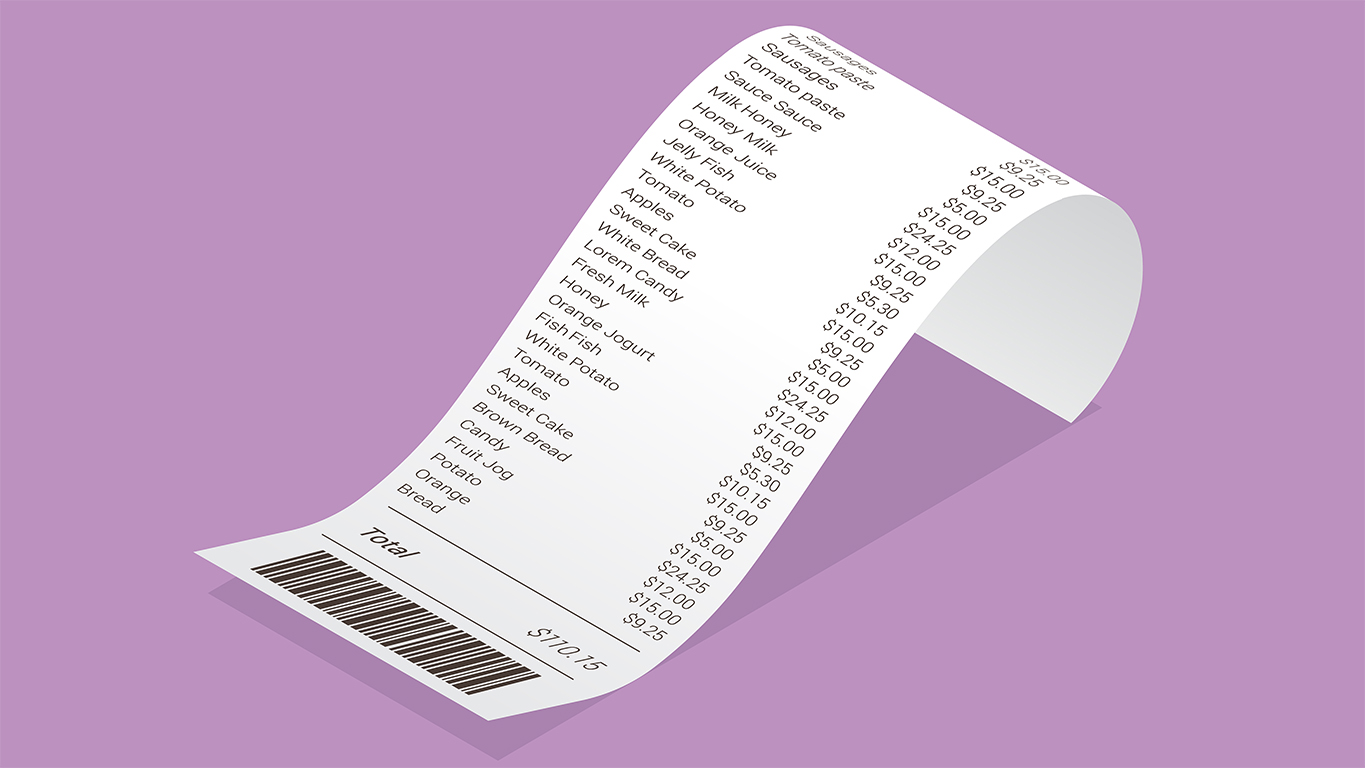 Sausages
Tomato paste
Sausages
Tomato paste
Sauce Sauce
Milk Honey
Honey Milk
Orange Juice
Jelly Fish
White Potato
Tomato
Apples
Sweet Cake
White Bread
Lorem Candy
Fresh Milk
Honey
Orange Jogurt
Fish Fish
White Potato
Tomato
Apples
Sweet Cake
Brown Bread
Candy
Fruit Jog
Potato
Orange
Bread
$15.00
$9.25
$15.00
$9.25
$5.00
$15.00
$24.25
$12.00
$15.00
$9.25
$5.30
$10.15
$15.00
$9.25
$5.00
$15.00
$24.25
$12.00
$15.00
$9.25
$5.30
$10.15
$15.00
$9.25
$5.00
$15.00
$24.25
$12.00
$15.00
$9.25
Total $110.15